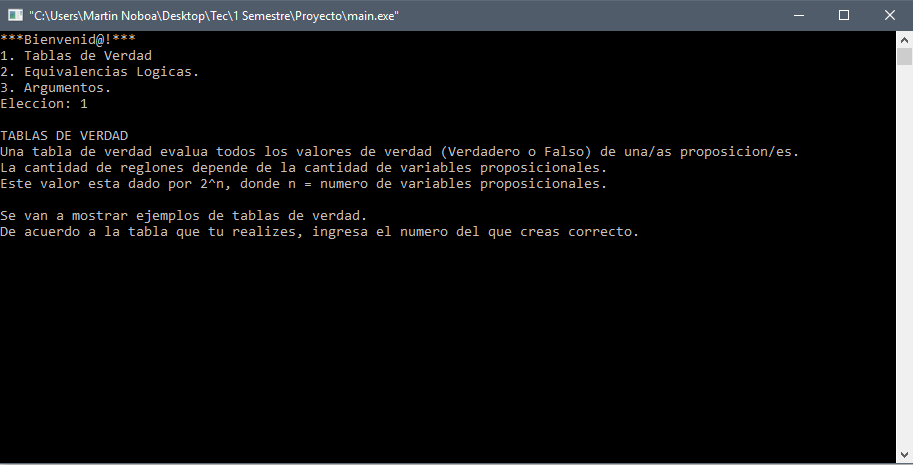 "C:\Users\Martin Noboa\Desktop\Tec\1 Semestre\Proyecto\main.exe"
***Bienvenid@!***
1. Tablas de Verdad
2. Equivalencias Logicas.
3. Argumentos.
Eleccion: 1
TABLAS DE VERDAD
Una tabla de verdad evalua todos los valores de verdad (Verdadero o Falso) de una/as proposicion/es.
La cantidad de reglones depende de la cantidad de variables proposicionales.
Este valor esta dado por 2^n, donde n = numero de variables proposicionales.
Se van a mostrar ejemplos de tablas de verdad.
De acuerdo a la tabla que tu realizes, ingresa el numero del que creas correcto.